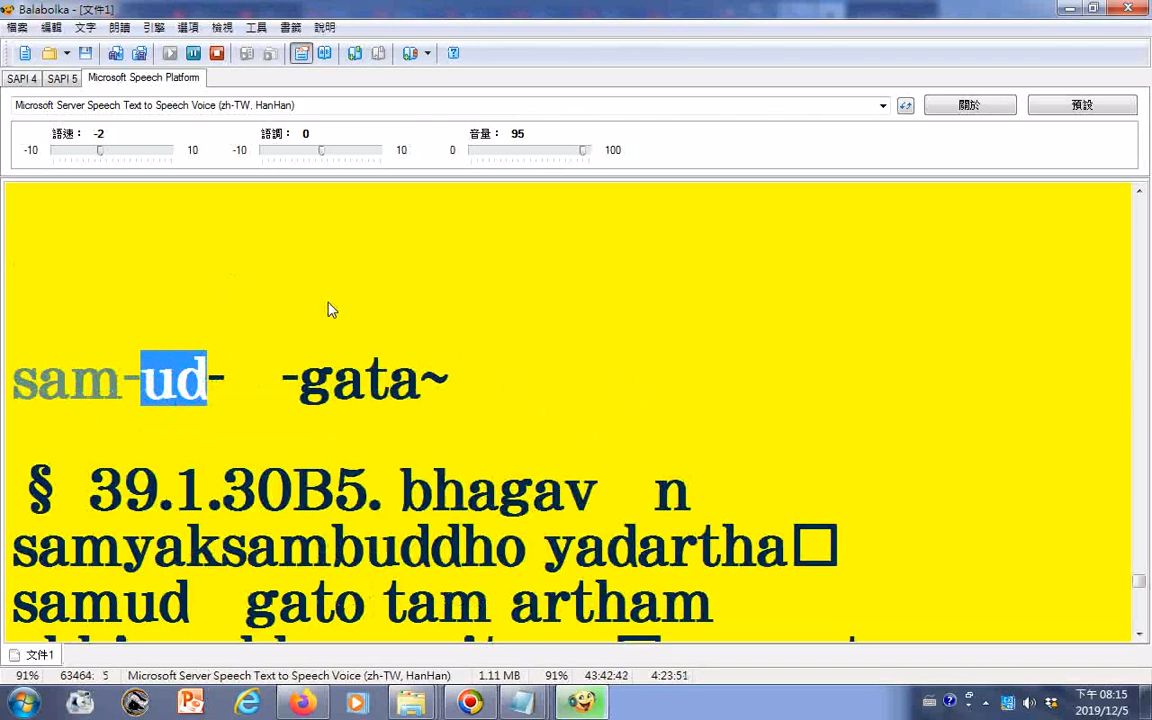 Balabolka - [文件1]
檔案 編輯 文字 朗讀 引擎 選項 檢視 工具 書籤 說明
SAPI 4 SAPI 5 Microsoft Speech Platform
Microsoft Server Speech Text to Speech Voice (zh-TW, HanHan) 關於 預設
語速： -2 語調： 0 音量： 95
-10 10 -10 10 0 100
sam-ud- -gata~
§ 39.1.30B5. bhagav n
samyaksambuddho yadartha□
samud gato tam artham
文件1
91% 63464: 5 Microsoft Server Speech Text to Speech Voice (zh-TW, HanHan) 1.11 MB 91% 43:42:42 4:23:51
下午 08:15
2019/12/5